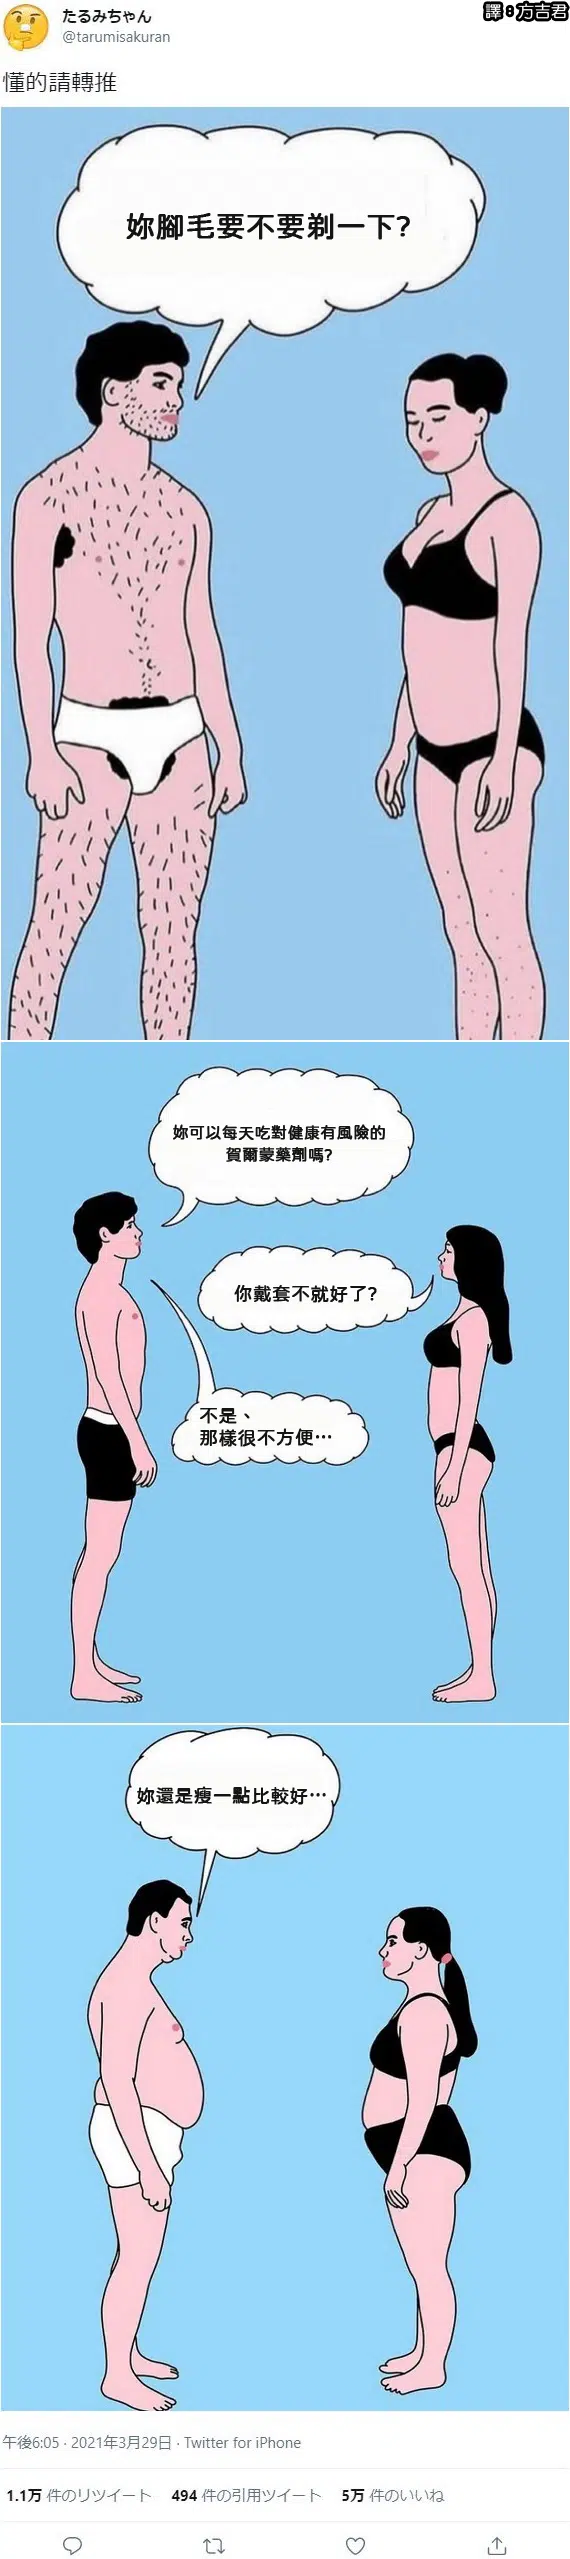 譯@方吉君
たるみちゃん
@tarumisakuran
懂的請轉推
妳腳毛要不要剃一下?
妳可以每天吃對健康有風險的
賀爾蒙藥劑嗎?
你戴套不就好了?
不是、
那樣很不方便…
妳還是瘦一點比較好…
午後6:05 · 2021年3月29日 · Twitter for iPhone
1.1万 件のリツイート 494 件の引用ツイート 5万 件のいいね